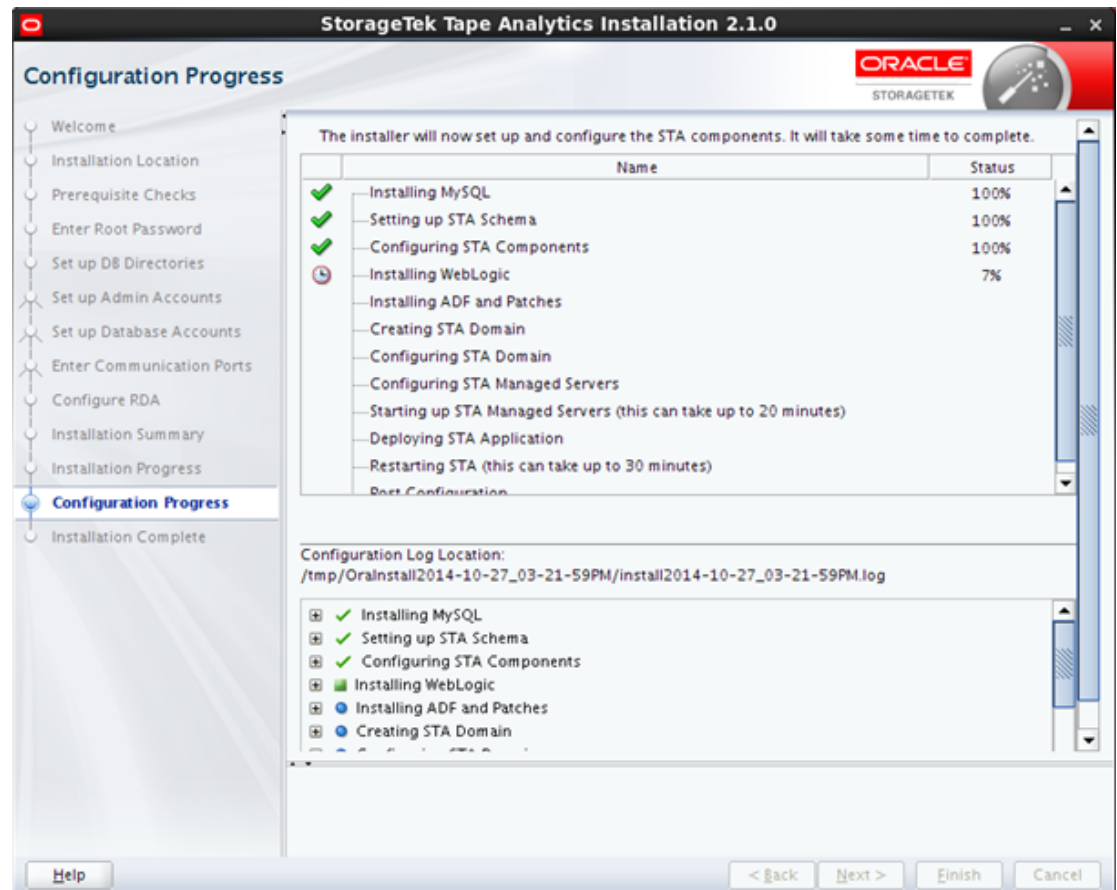 StorageTek Tape Analytics Installation 2.1.0
Configuration Progress
ORACLE
STORAGETEK
Welcome
Installation Location
Prerequisite Checks
Enter Root Password
Set up DB Directories
Set up Admin Accounts
Set up Database Accounts
Enter Communication Ports
Configure RDA
Installation Summary
Installation Progress
Configuration Progress
Installation Complete
The installer will now set up and configure the STA components. It will take some time to complete.
Name Status
Installing MySQL 100%
Setting up STA Schema 100%
Configuring STA Components 100%
Installing WebLogic 7%
Installing ADF and Patches
Creating STA Domain
Configuring STA Domain
Configuring STA Managed Servers
Starting up STA Managed Servers (this can take up to 20 minutes)
Deploying STA Application
Restarting STA (this can take up to 30 minutes)
Post Configuration
Configuration Log Location:
/tmp/OraInstall2014-10-27_03-21-59PM/install2014-10-27_03-21-59PM.log
Installing MySQL
Setting up STA Schema
Configuring STA Components
Installing WebLogic
Installing ADF and Patches
Creating STA Domain
Help
< Back
Next >
Finish
Cancel